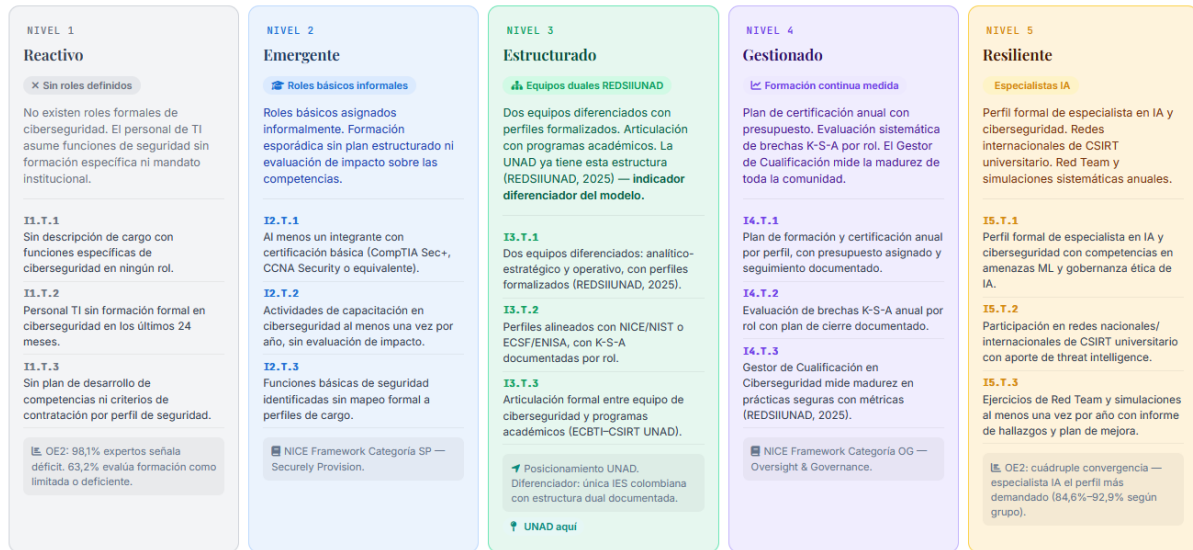 NIVEL 1
Reactivo
✕ Sin roles definidos
No existen roles formales de
ciberseguridad. El personal de TI
asume funciones de seguridad sin
formación específica ni mandato
institucional.
I1.T.1
Sin descripción de cargo con
funciones específicas de
ciberseguridad en ningún rol.
I1.T.2
Personal TI sin formación formal en
ciberseguridad en los últimos 24
meses.
I1.T.3
Sin plan de desarrollo de
competencias ni criterios de
contratación por perfil de seguridad.
OE2: 98,1% expertos señala
déficit. 63,2% evalúa formación como
limitada o deficiente.
NIVEL 2
Emergente
Roles básicos informales
Roles básicos asignados
informalmente. Formación
esporádica sin plan estructurado ni
evaluación de impacto sobre las
competencias.
I2.T.1
Al menos un integrante con
certificación básica (CompTIA Sec+,
CCNA Security o equivalente).
I2.T.2
Actividades de capacitación en
ciberseguridad al menos una vez por
año, sin evaluación de impacto.
I2.T.3
Funciones básicas de seguridad
identificadas sin mapeo formal a
perfiles de cargo.
NICE Framework Categoría SP —
Securely Provision.
NIVEL 3
Estructurado
Equipos duales REDSIIUNAD
Dos equipos diferenciados con
perfiles formalizados. Articulación
con programas académicos. La
UNAD ya tiene esta estructura
(REDSIIUNAD, 2025) — indicador
diferenciador del modelo.
I3.T.1
Dos equipos diferenciados: analítico-
estratégico y operativo, con perfiles
formalizados (REDSIIUNAD, 2025).
I3.T.2
Perfiles alineados con NICE/NIST o
ECSF/ENISA, con K-S-A
documentadas por rol.
I3.T.3
Articulación formal entre equipo de
ciberseguridad y programas
académicos (ECBTI–CSIRT UNAD).
Posicionamiento UNAD.
Diferenciador: única IES colombiana
con estructura dual documentada.
UNAD aquí
NIVEL 4
Gestionado
Formación continua medida
Plan de certificación anual con
presupuesto. Evaluación sistemática
de brechas K-S-A por rol. El Gestor
de Cualificación mide la madurez de
toda la comunidad.
I4.T.1
Plan de formación y certificación anual
por perfil, con presupuesto asignado y
seguimiento documentado.
I4.T.2
Evaluación de brechas K-S-A anual por
rol con plan de cierre documentado.
I4.T.3
Gestor de Cualificación en
Ciberseguridad mide madurez en
prácticas seguras con métricas
(REDSIIUNAD, 2025).
NICE Framework Categoría OG —
Oversight & Governance.
NIVEL 5
Resiliente
Especialistas IA
Perfil formal de especialista en IA y
ciberseguridad. Redes
internacionales de CSIRT
universitario. Red Team y
simulaciones sistemáticas anuales.
I5.T.1
Perfil formal de especialista en IA y
ciberseguridad con competencias en
amenazas ML y gobernanza ética de
IA.
I5.T.2
Participación en redes nacionales/
internacionales de CSIRT universitario
con aporte de threat intelligence.
I5.T.3
Ejercicios de Red Team y simulaciones
al menos una vez por año con informe
de hallazgos y plan de mejora.
OE2: cuádruple convergencia —
especialista IA el perfil más
demandado (84,6%–92,9% según
grupo).